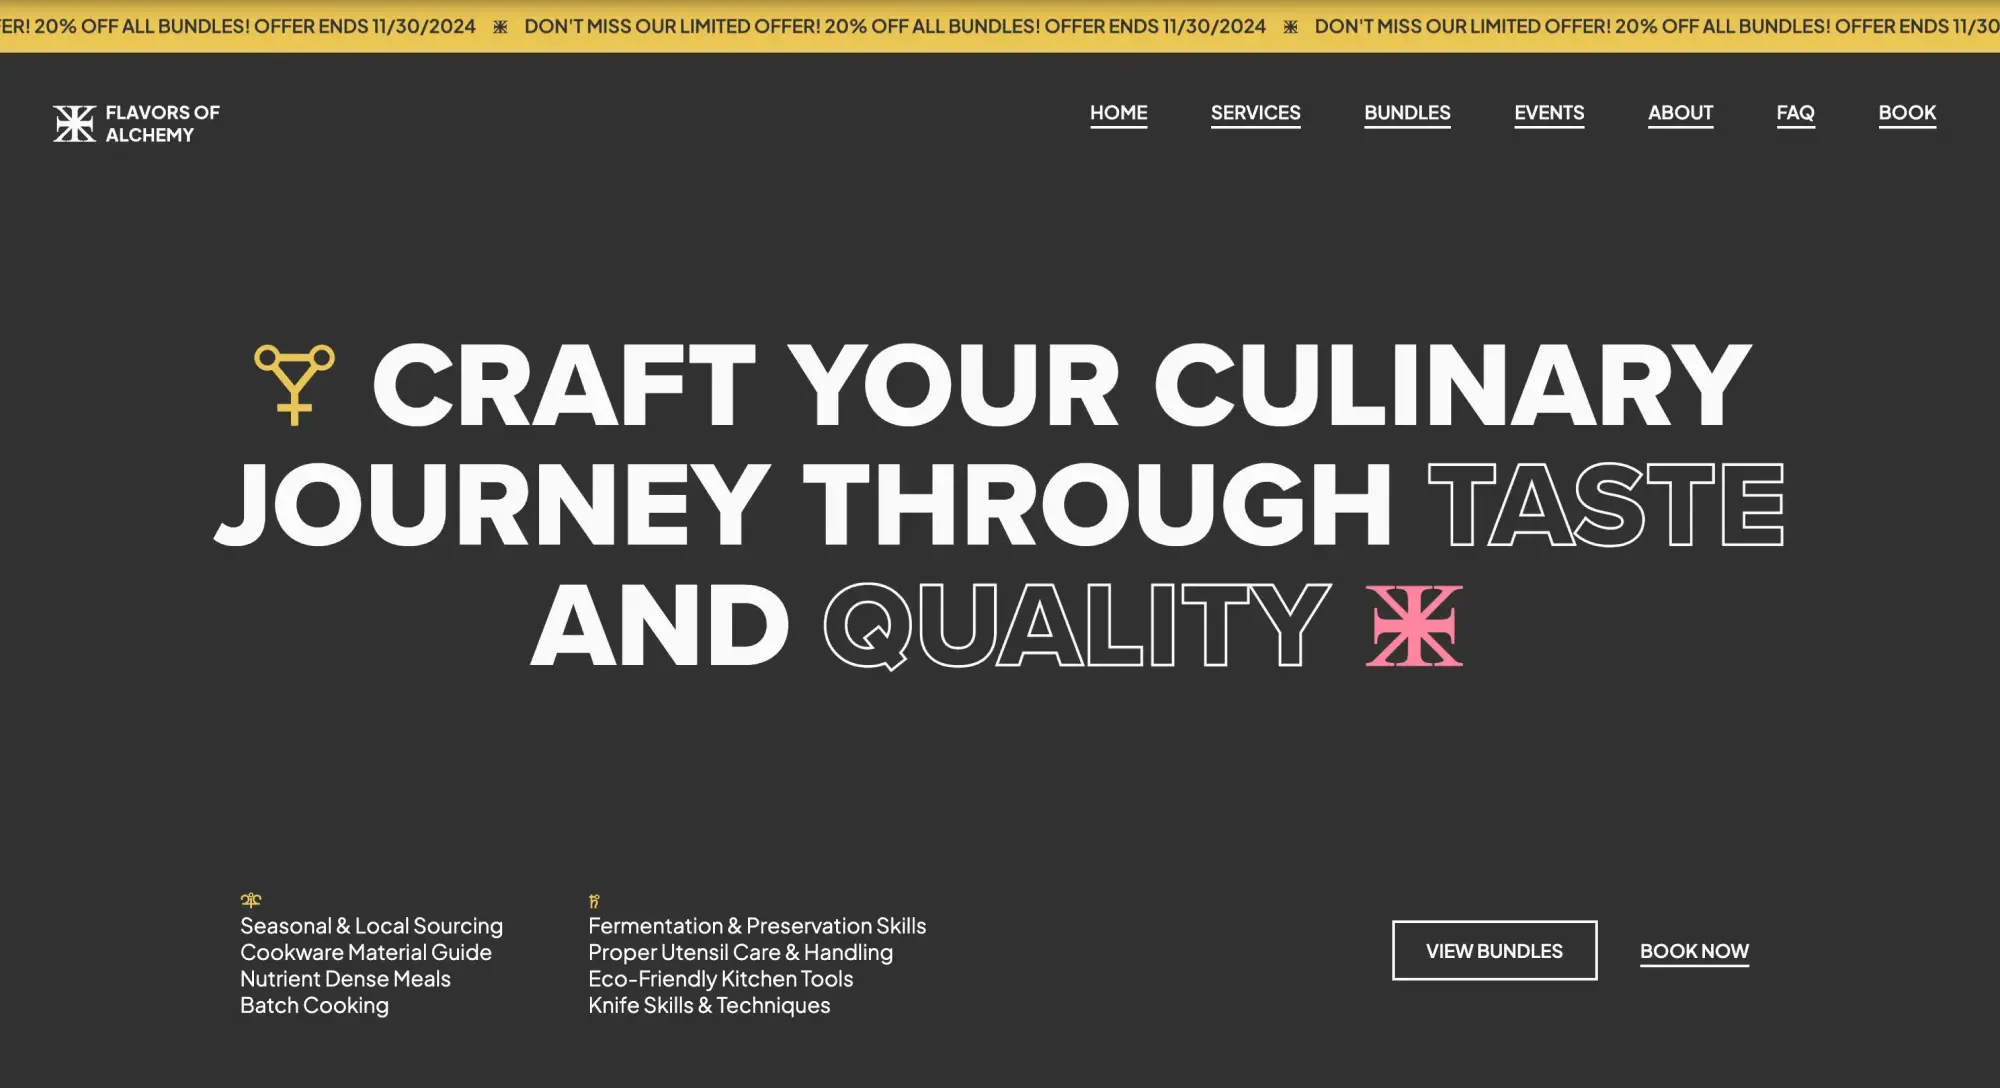 ER! 20% OFF ALL BUNDLES! OFFER ENDS 11/30/2024 DON'T MISS OUR LIMITED OFFER! 20% OFF ALL BUNDLES! OFFER ENDS 11/30/2024 DON'T MISS OUR LIMITED OFFER! 20% OFF ALL BUNDLES! OFFER ENDS 11/30
FLAVORS OF
ALCHEMY
HOME SERVICES BUNDLES EVENTS ABOUT FAQ BOOK
CRAFT YOUR CULINARY
JOURNEY THROUGH TASTE
AND QUALITY
Seasonal & Local Sourcing
Cookware Material Guide
Nutrient Dense Meals
Batch Cooking
Fermentation & Preservation Skills
Proper Utensil Care & Handling
Eco-Friendly Kitchen Tools
Knife Skills & Techniques
VIEW BUNDLES
BOOK NOW